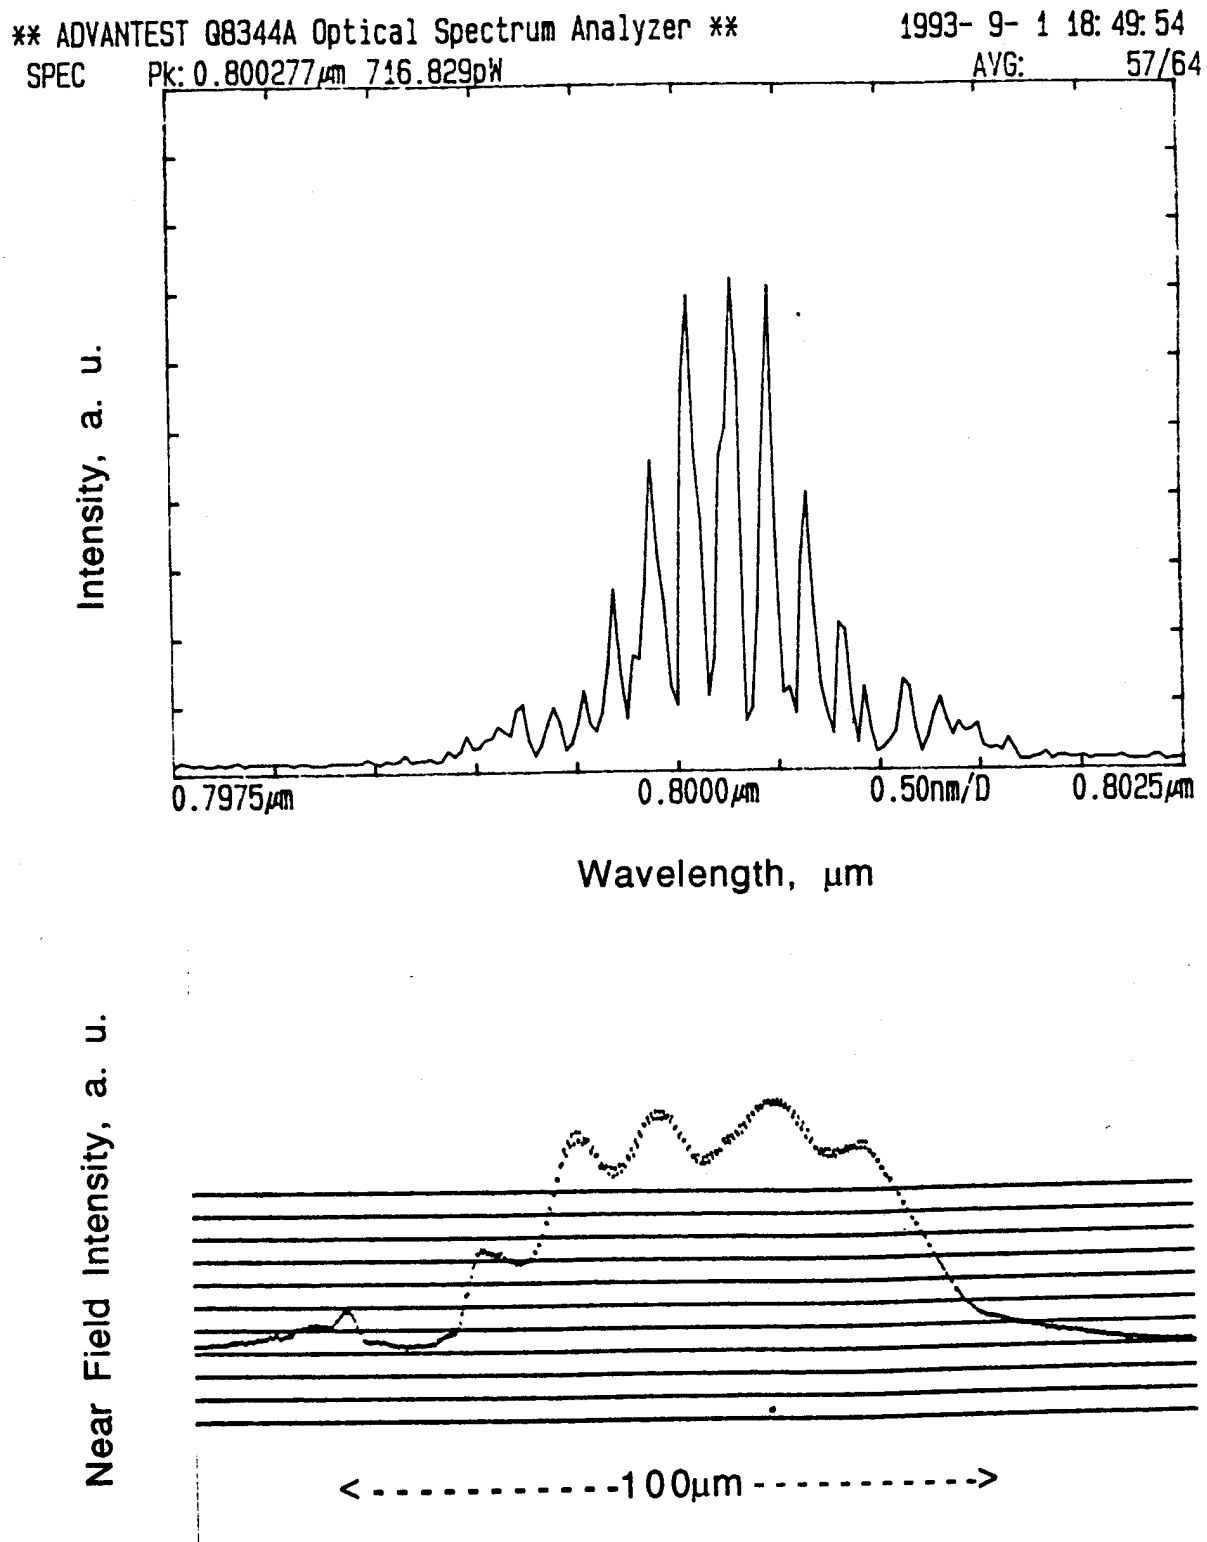 ** ADVANTEST Q8344A Optical Spectrum Analyzer ** 1993- 9- 1 18:49:54
SPEC Pk:0.800277μm 716.829pW AVG: 57/64
Intensity, a. u.
0.7975μm 0.8000μm 0.50nm/D 0.8025μm
Wavelength, μm
Near Field Intensity, a. u.
<-----------100μm----------->